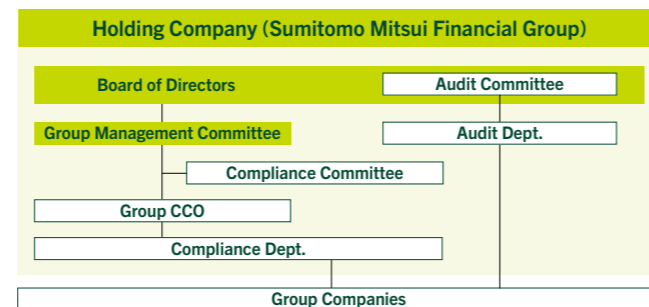 Holding Company (Sumitomo Mitsui Financial Group)
Board of Directors
Audit Committee
Group Management Committee
Audit Dept.
Compliance Committee
Group CCO
Compliance Dept.
Group Companies